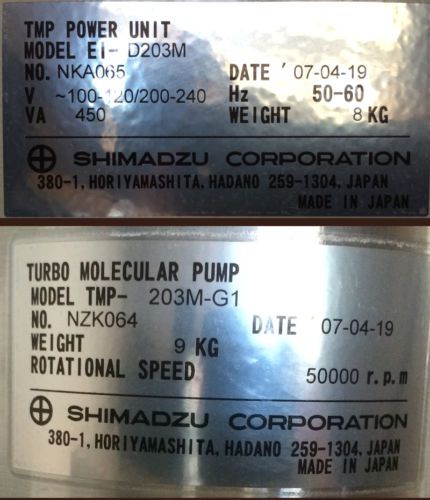 TMP POWER UNIT
MODEL EI- D203M
NO. NKA065 DATE '07-04-19
V ~100-120/200-240 Hz 50-60
VA 450 WEIGHT 8 KG
SHIMADZU CORPORATION
380-1, HORIYAMASHITA, HADANO 259-1304, JAPAN
MADE IN JAPAN
TURBO MOLECULAR PUMP
MODEL TMP- 203M-G1
NO. NZK064 DATE '07-04-19
WEIGHT 9 KG
ROTATIONAL SPEED 50000 r.p.m
SHIMADZU CORPORATION
380-1, HORIYAMASHITA, HADANO 259-1304, JAPAN
MADE IN JAPAN